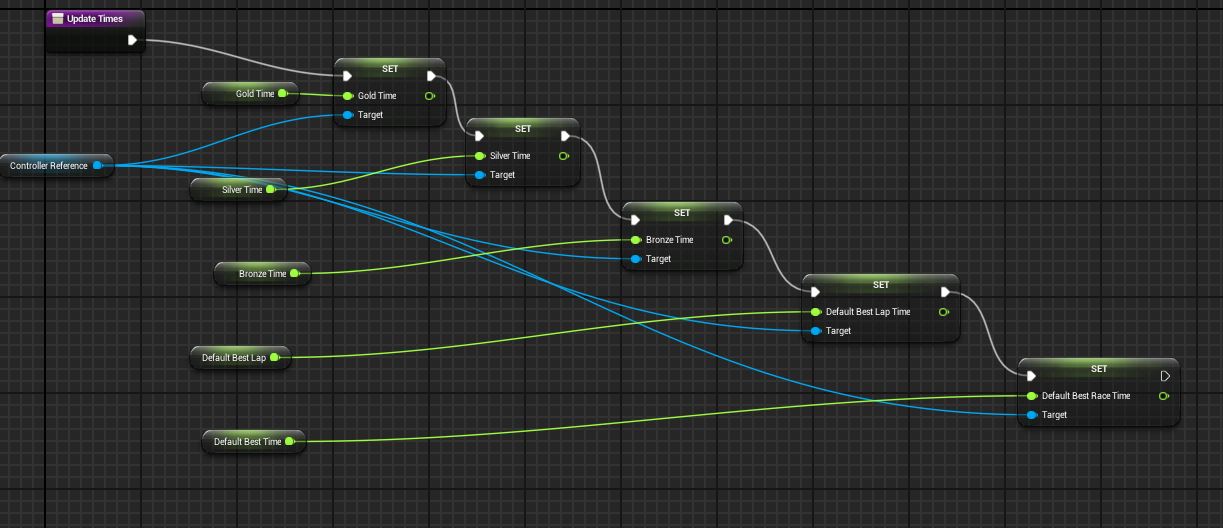 Update Times
SET
Gold Time
Gold Time
Target
SET
Silver Time
Target
Controller Reference
Silver Time
SET
Bronze Time
Target
Bronze Time
SET
Default Best Lap Time
Target
Default Best Lap
SET
Default Best Race Time
Target
Default Best Time